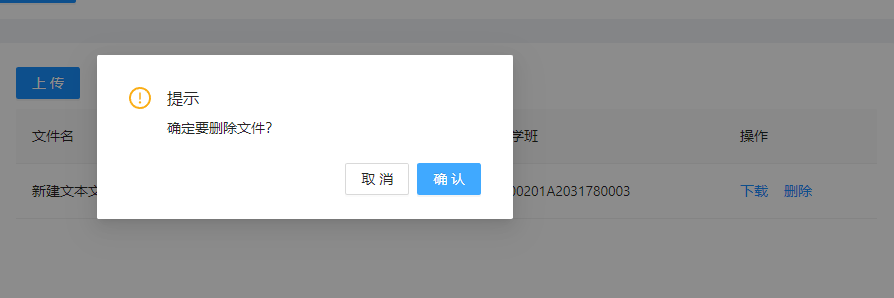 上 传
提示
确定要删除文件?
取 消
确 认
文件名
学班
操作
新建文本文
00201A2031780003
下载
删除